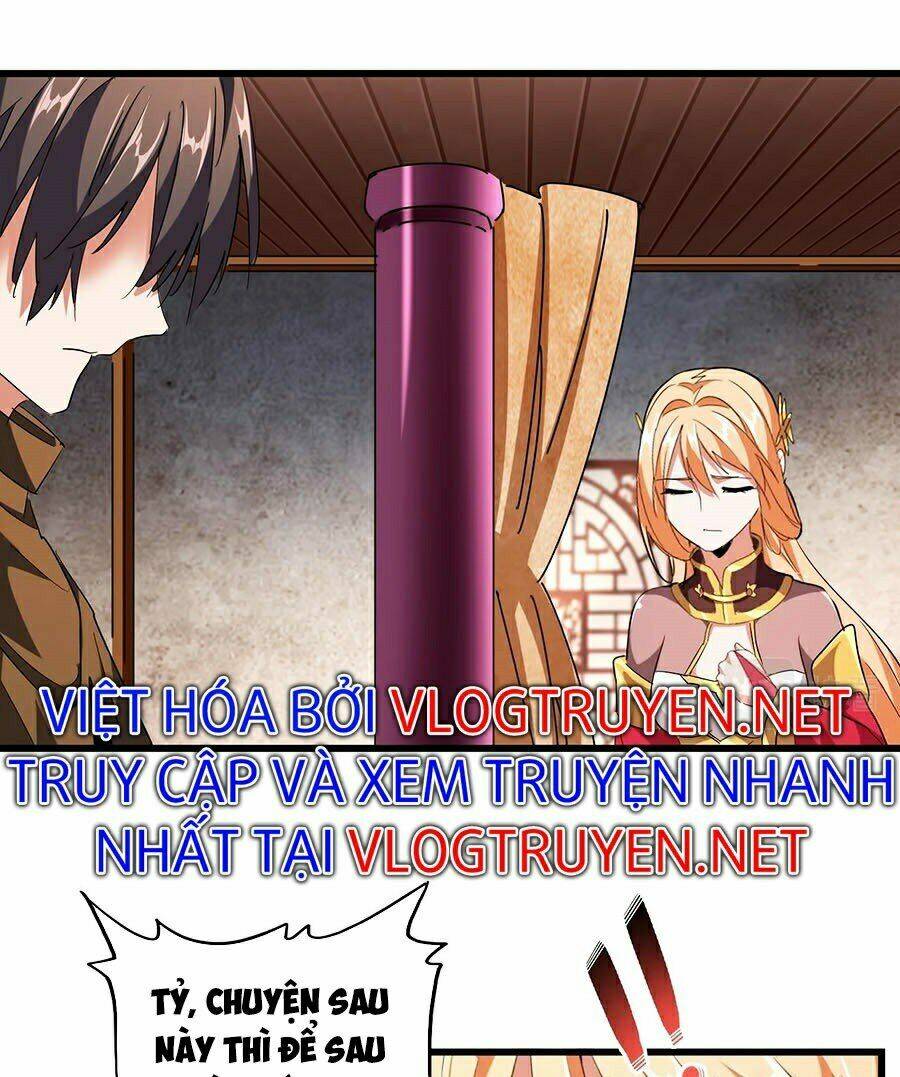 VIỆT HÓA BỞI VLOGTRUYEN.NET
TRUY CẬP VÀ XEM TRUYỆN NHANH
NHẤT TẠI VLOGTRUYEN.NET
TỶ, CHUYỆN SAU
NÀY THÌ ĐỂ SAU